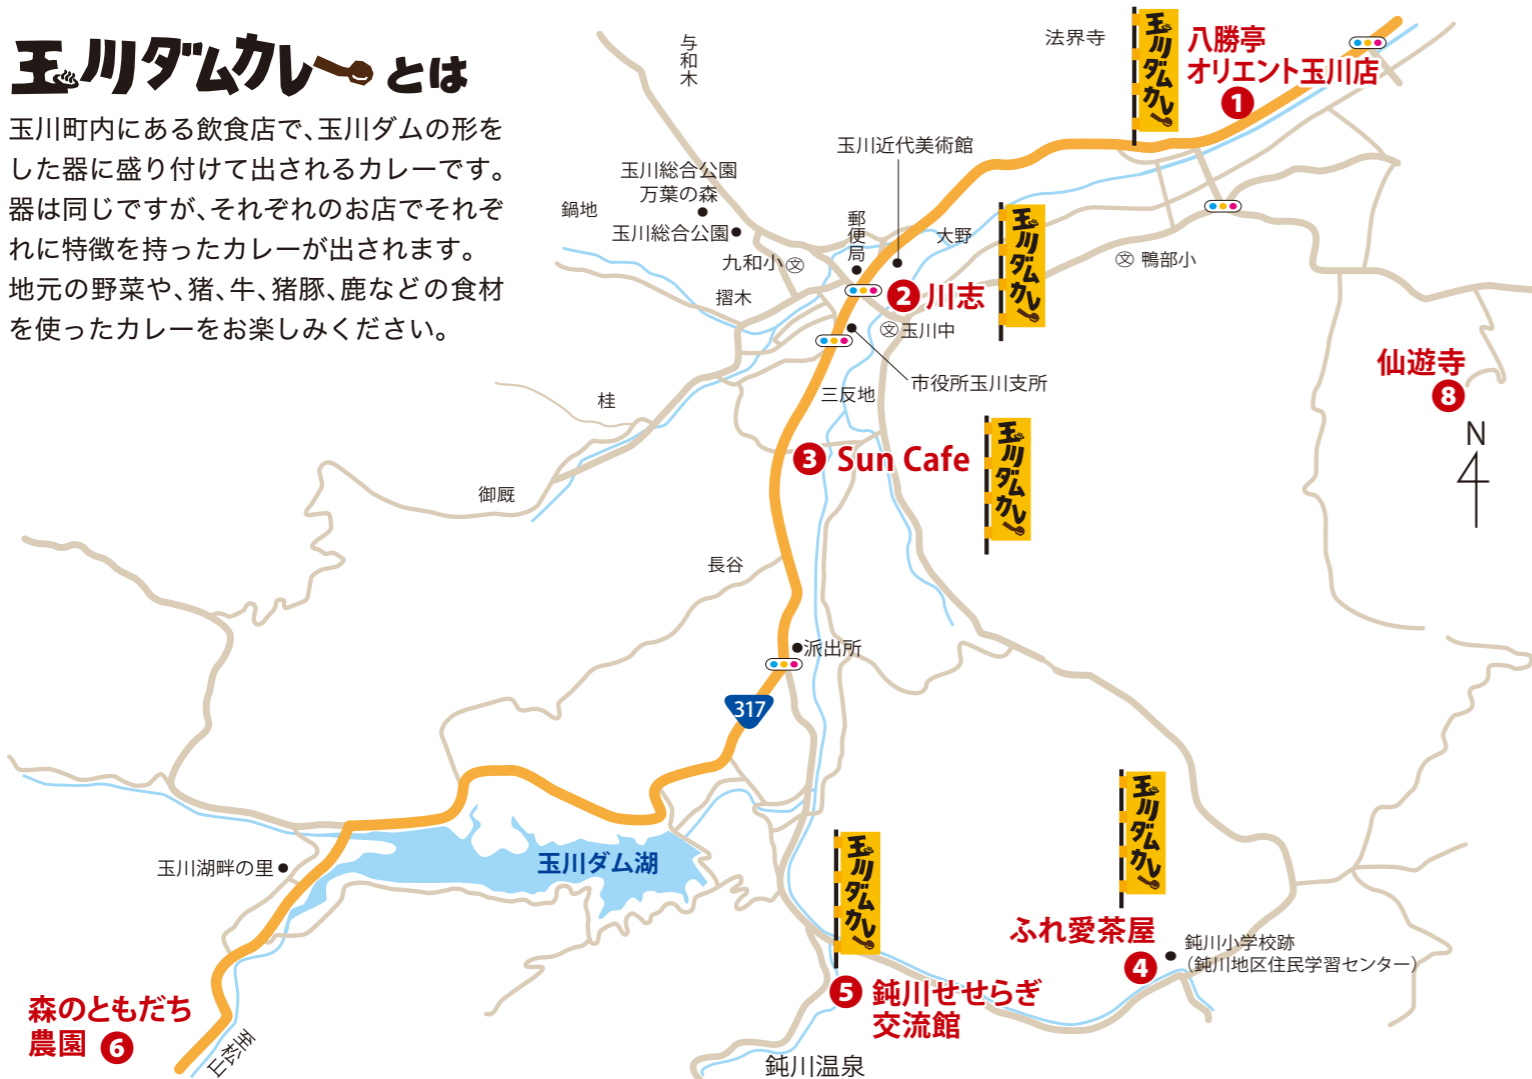 玉川ダムカレーとは
玉川町内にある飲食店で、玉川ダムの形を
した器に盛り付けて出されるカレーです。
器は同じですが、それぞれのお店でそれぞ
れに特徴を持ったカレーが出されます。
地元の野菜や、猪、牛、猪豚、鹿などの食材
を使ったカレーをお楽しみください。
与和木
法界寺
玉川ダムカレー
八勝亭
オリエント玉川店
1
玉川近代美術館
玉川総合公園
万葉の森
鍋地
玉川総合公園
郵便局
大野
九和小
文
摺木
文
鴨部小
玉川ダムカレー
2 川志
文
玉川中
市役所玉川支所
三反地
仙遊寺
8
N
桂
3 Sun Cafe
玉川ダムカレー
御厩
長谷
派出所
317
玉川ダム湖
玉川湖畔の里
玉川ダムカレー
玉川ダムカレー
ふれ愛茶屋
4
鈍川小学校跡
(鈍川地区住民学習センター)
5 鈍川せせらぎ
交流館
森のともだち
農園 6
至松山
鈍川温泉